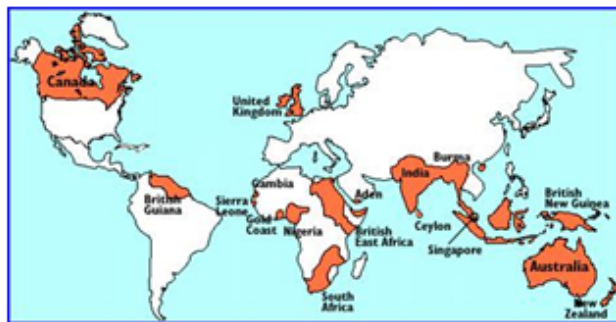 Canada
United
Kingdom
Burma
India
Gambia
Aden
British
Guiana
Sierra
Leone
Gold
Coast
Nigeria
British
East Africa
Ceylon
Singapore
British
New Guinea
South
Africa
Australia
New
Zealand